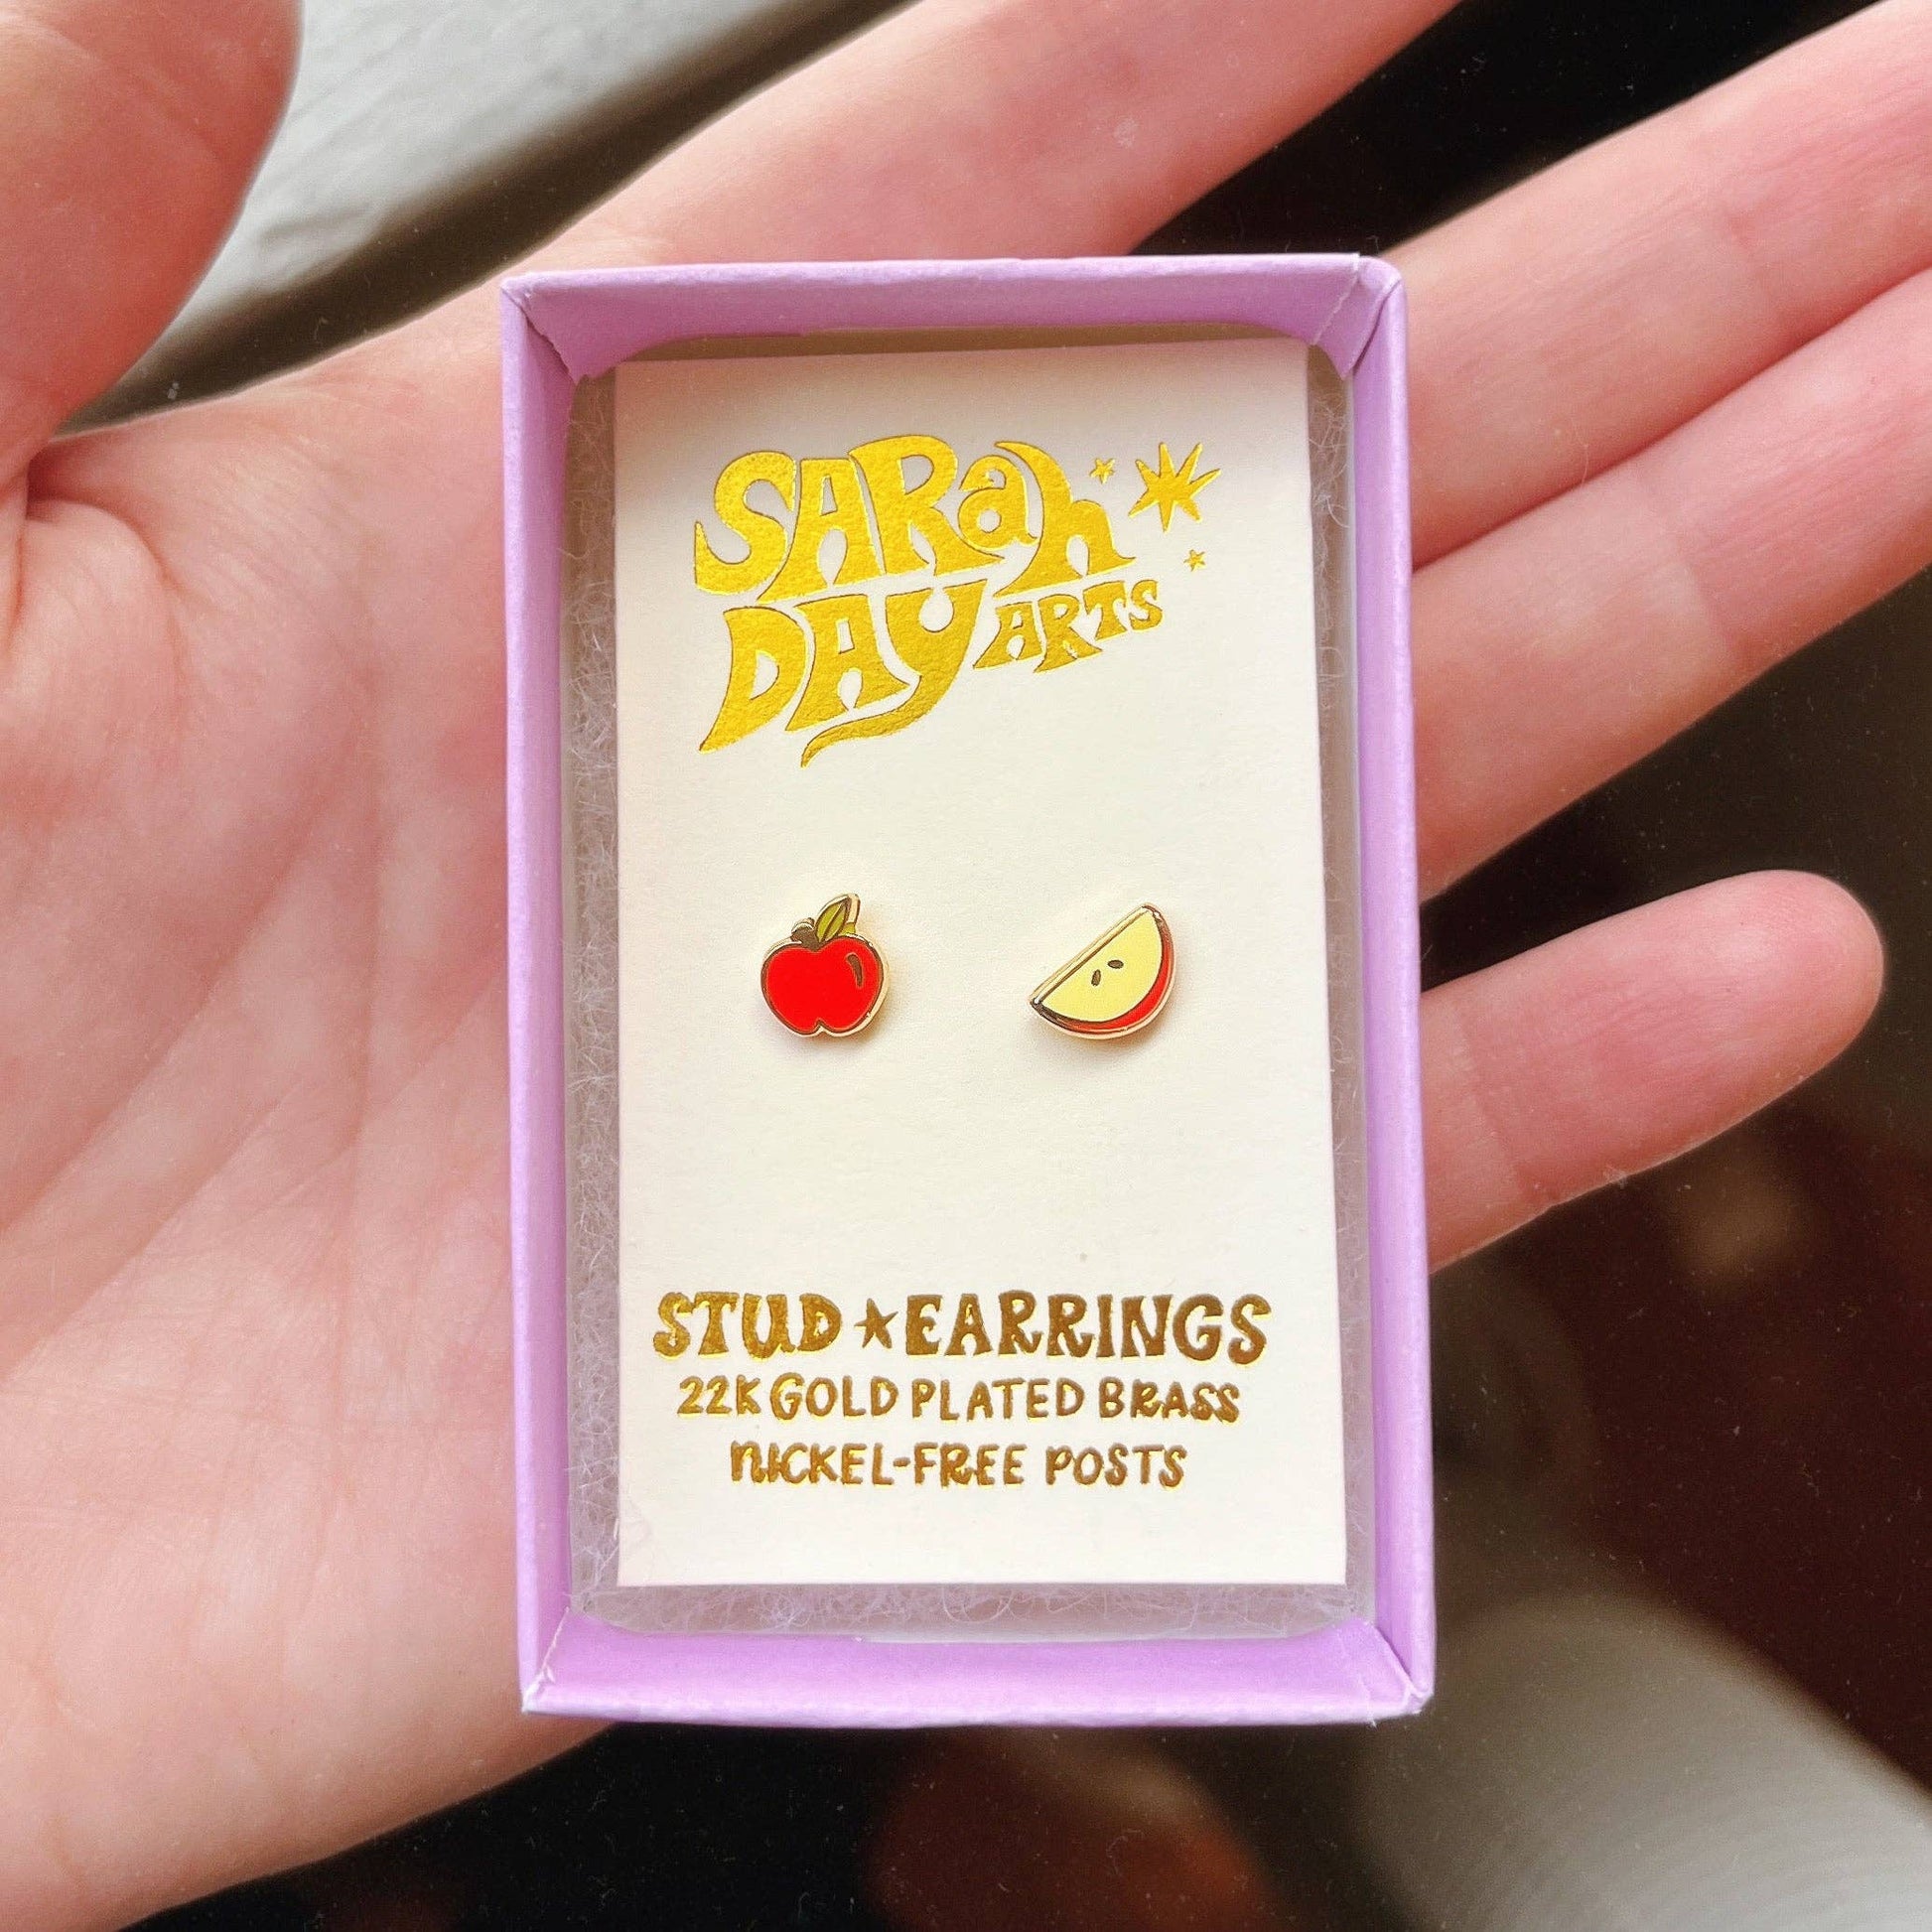 SARah
DAY ARTS
STUD★EARRINGS
22K GOLD PLATED BRASS
NICKEL-FREE POSTS